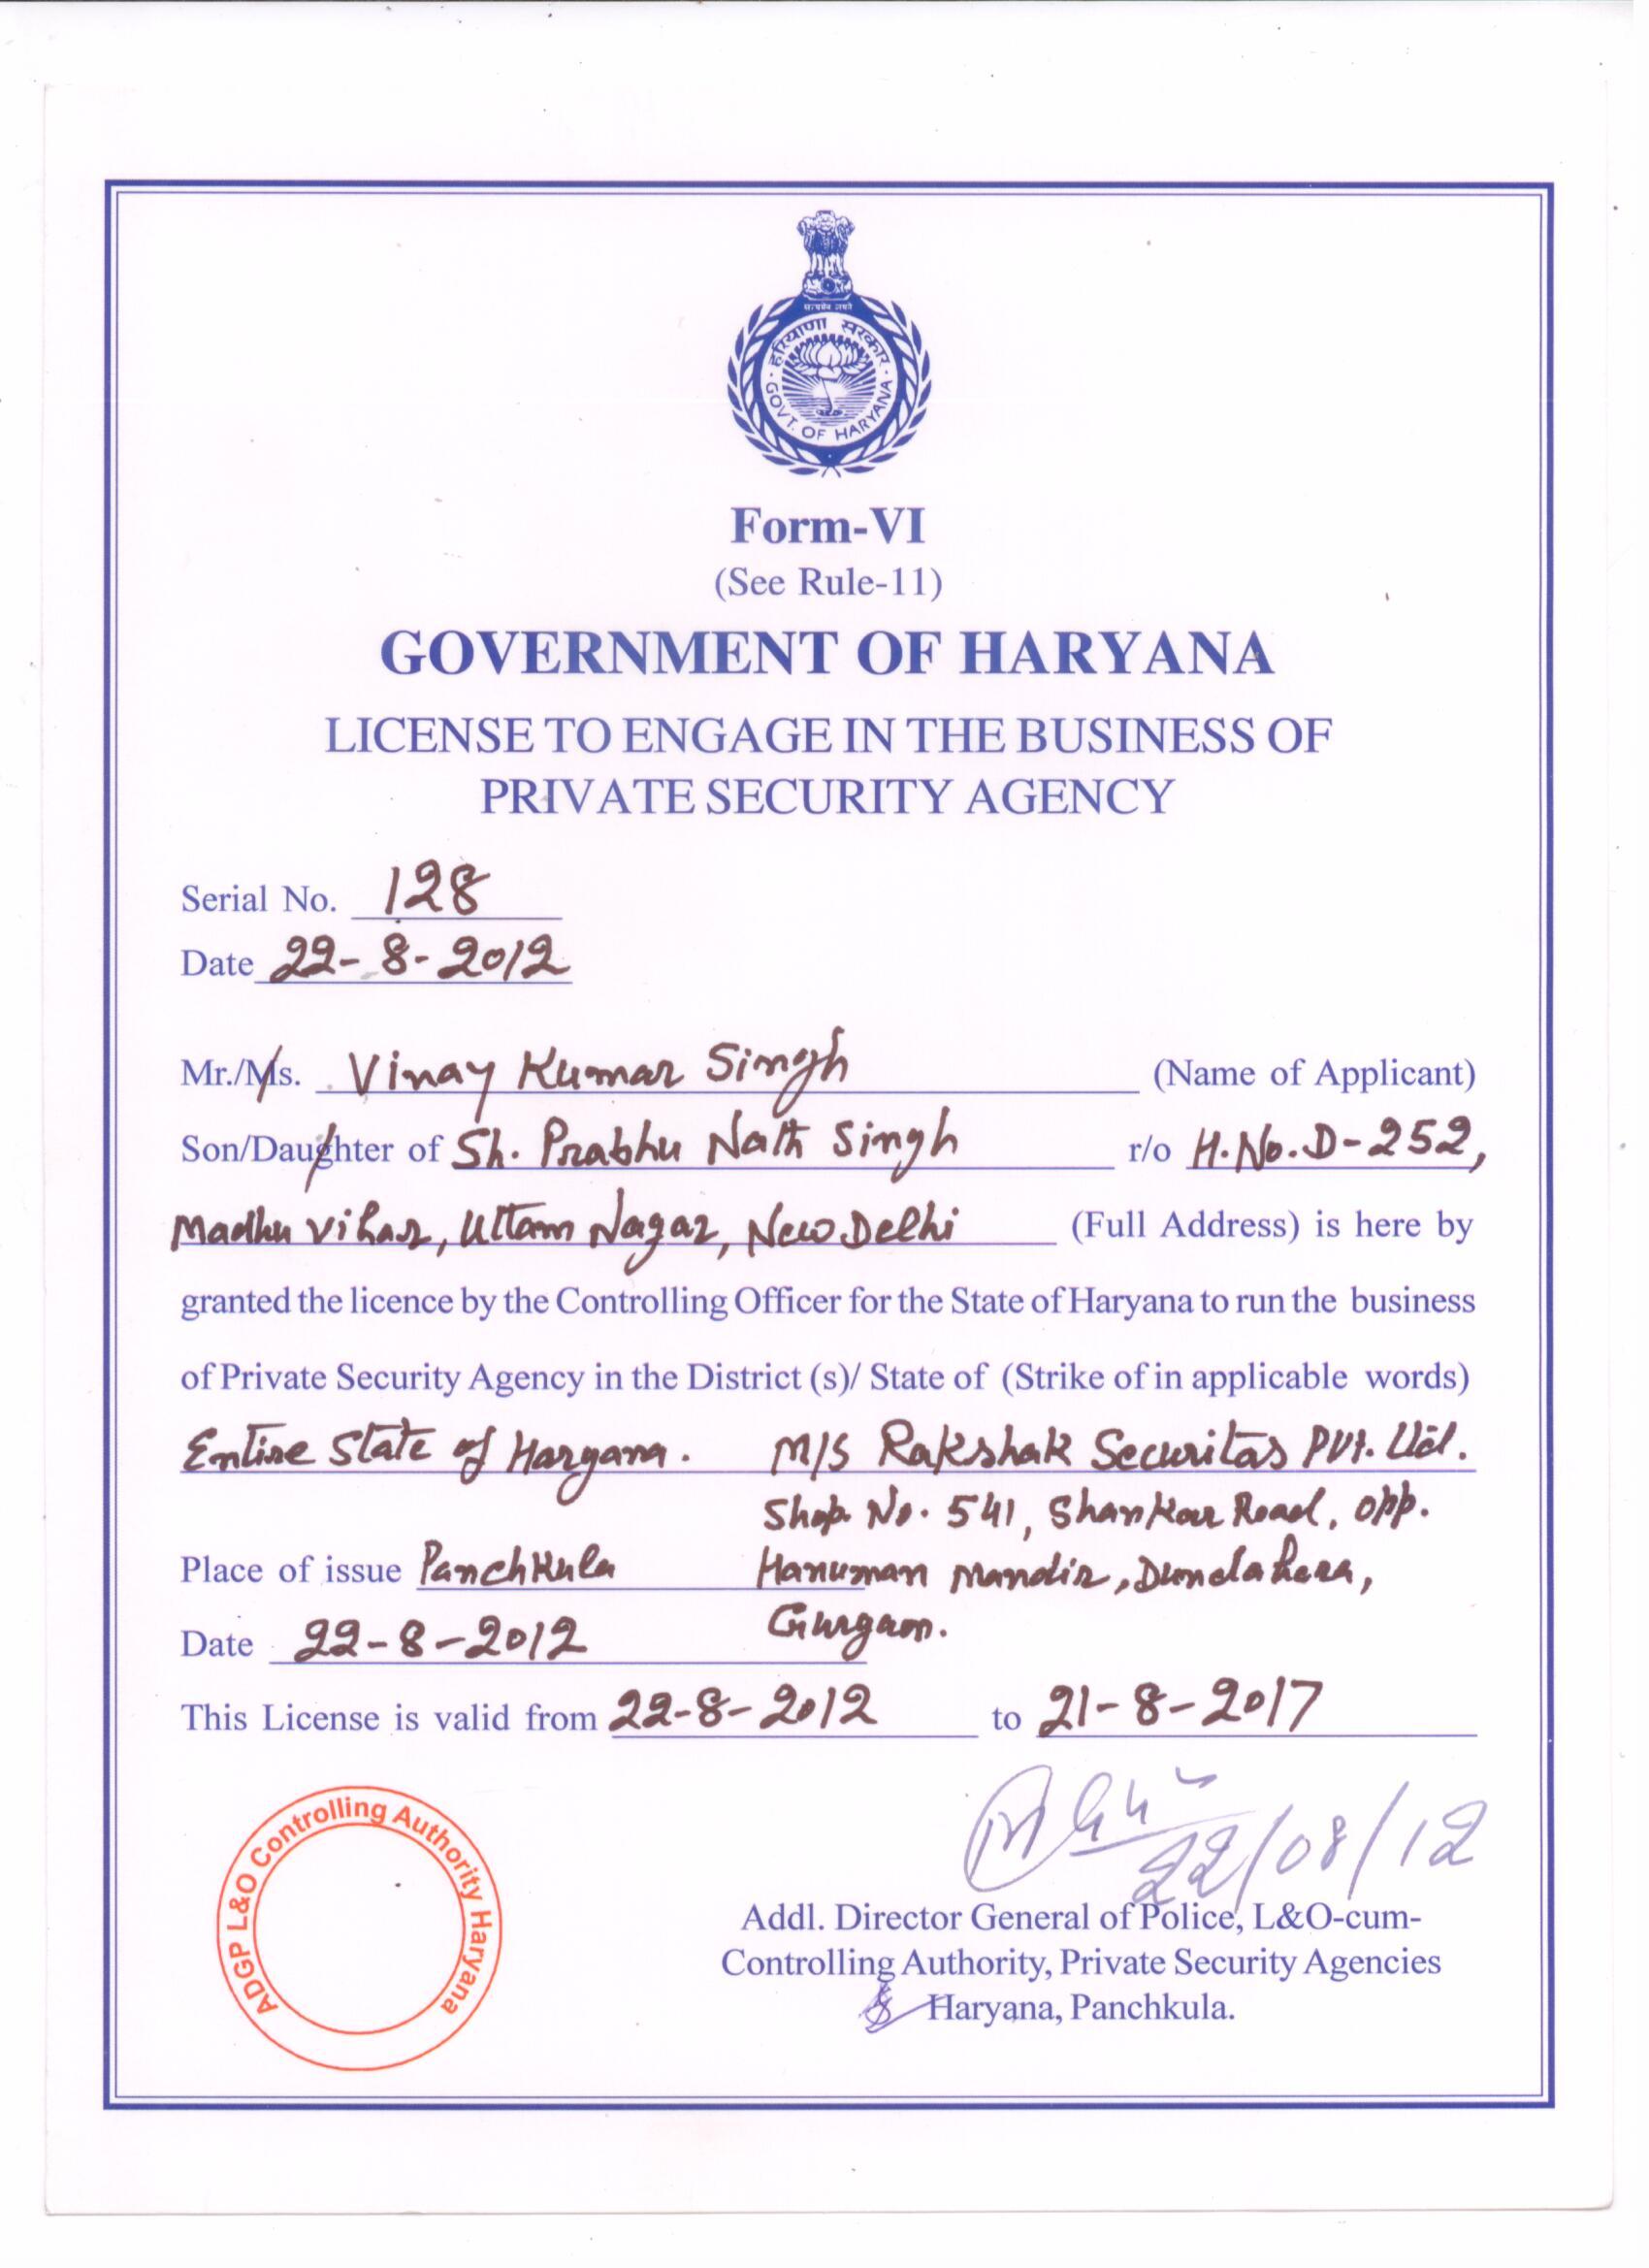 सत्यमेव जयते
हरियाणा सरकार
GOVT. OF HARYANA
Form-VI
(See Rule-11)
GOVERNMENT OF HARYANA
LICENSE TO ENGAGE IN THE BUSINESS OF
PRIVATE SECURITY AGENCY
Serial No. 128
Date 22-8-2012
Mr./Ms. Vinay Kumar Singh (Name of Applicant)
Son/Daughter of Sh. Prabhu Nath Singh r/o H.No.D-252,
Madhu Vihar, Uttam Nagar, New Delhi (Full Address) is here by
granted the licence by the Controlling Officer for the State of Haryana to run the business
of Private Security Agency in the District (s)/ State of (Strike of in applicable words)
Entire State of Haryana. M/S Rakshak Securitas Pvt. Ltd.
Shop No. 541, Shankar Road, opp.
Place of issue Panchkula Hanuman Mandir, Dundahera,
Date 22-8-2012 Gurgaon.
This License is valid from 22-8-2012 to 21-8-2017
22/08/12
ADGP L&O Controlling Authority Haryana
Addl. Director General of Police, L&O-cum-
Controlling Authority, Private Security Agencies
Haryana, Panchkula.